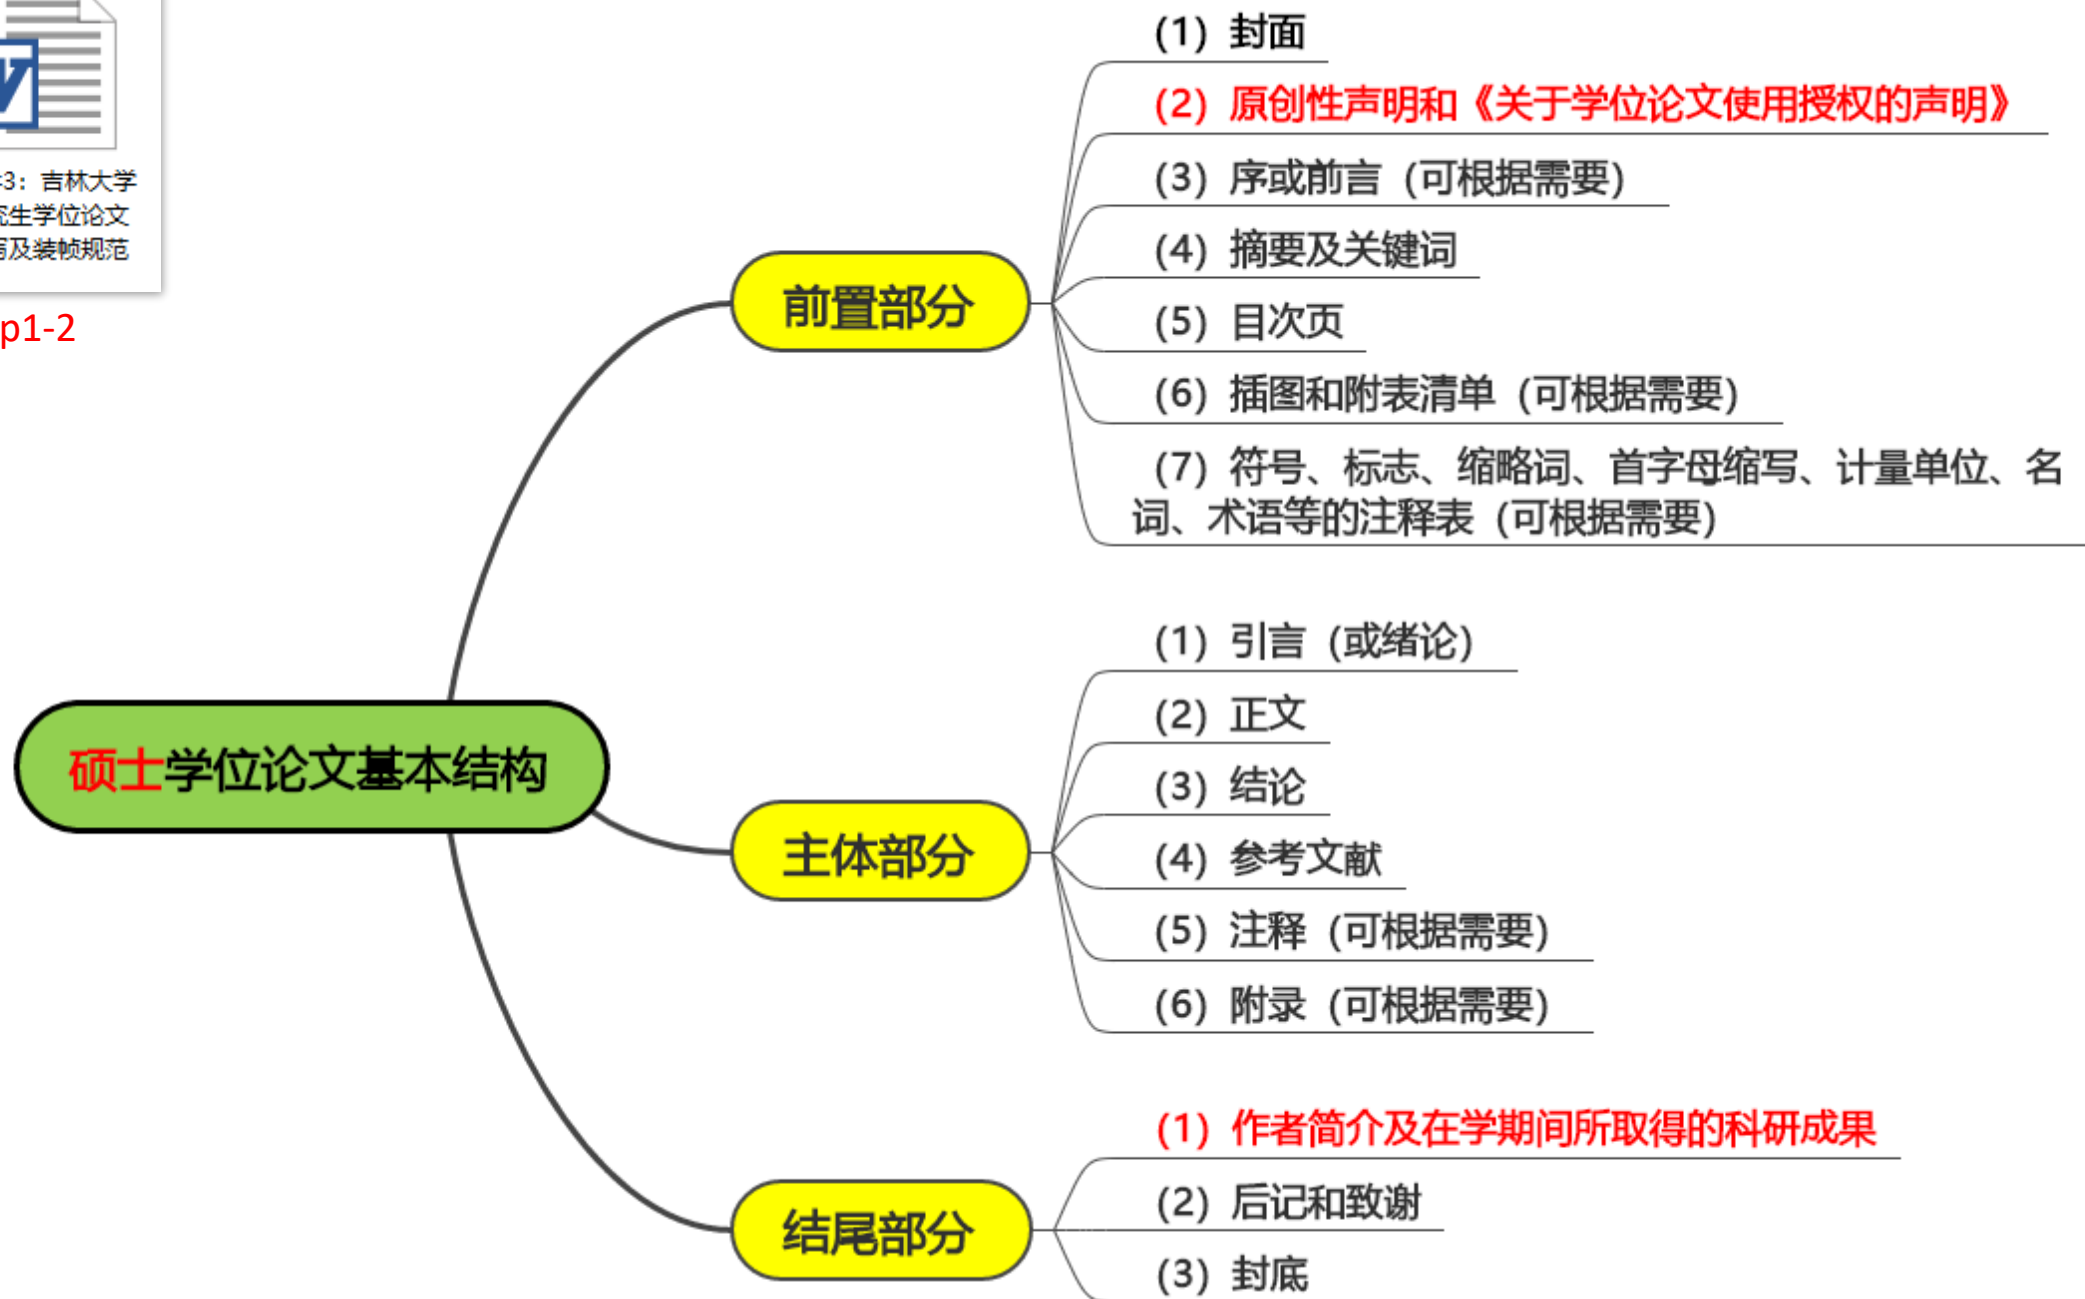 3：吉林大学
生学位论文
及装帧规范
p1-2
硕士学位论文基本结构
前置部分
(1) 封面
(2) 原创性声明和《关于学位论文使用授权的声明》
(3) 序或前言 (可根据需要)
(4) 摘要及关键词
(5) 目次页
(6) 插图和附表清单 (可根据需要)
(7) 符号、标志、缩略词、首字母缩写、计量单位、名
词、术语等的注释表 (可根据需要)
主体部分
(1) 引言 (或绪论)
(2) 正文
(3) 结论
(4) 参考文献
(5) 注释 (可根据需要)
(6) 附录 (可根据需要)
结尾部分
(1) 作者简介及在学期间所取得的科研成果
(2) 后记和致谢
(3) 封底